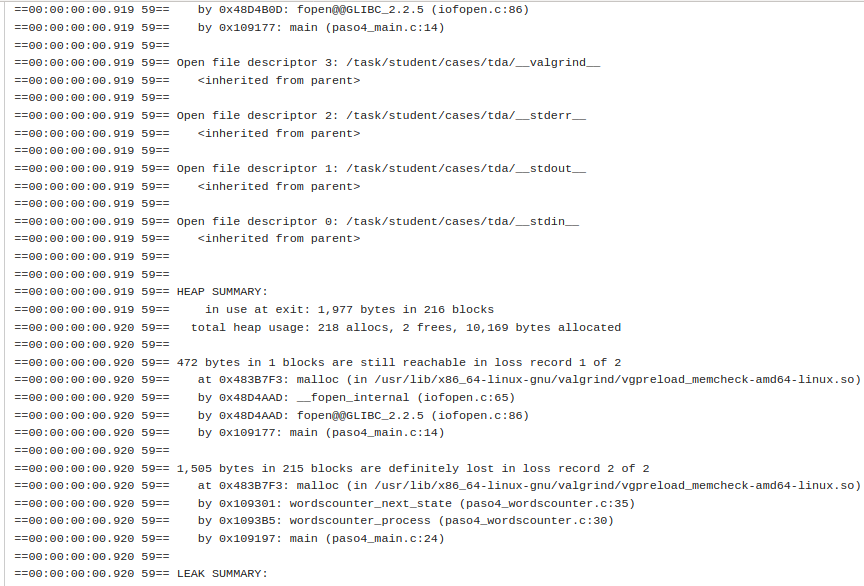 ==00:00:00:00.919 59==    by 0x48D4B0D: fopen@@GLIBC_2.2.5 (iofopen.c:86)
==00:00:00:00.919 59==    by 0x109177: main (paso4_main.c:14)
==00:00:00:00.919 59==
==00:00:00:00.919 59== Open file descriptor 3: /task/student/cases/tda/__valgrind__
==00:00:00:00.919 59==    <inherited from parent>
==00:00:00:00.919 59==
==00:00:00:00.919 59== Open file descriptor 2: /task/student/cases/tda/__stderr__
==00:00:00:00.919 59==    <inherited from parent>
==00:00:00:00.919 59==
==00:00:00:00.919 59== Open file descriptor 1: /task/student/cases/tda/__stdout__
==00:00:00:00.919 59==    <inherited from parent>
==00:00:00:00.919 59==
==00:00:00:00.919 59== Open file descriptor 0: /task/student/cases/tda/__stdin__
==00:00:00:00.919 59==    <inherited from parent>
==00:00:00:00.919 59==
==00:00:00:00.919 59==
==00:00:00:00.919 59== HEAP SUMMARY:
==00:00:00:00.919 59==     in use at exit: 1,977 bytes in 216 blocks
==00:00:00:00.920 59==   total heap usage: 218 allocs, 2 frees, 10,169 bytes allocated
==00:00:00:00.920 59==
==00:00:00:00.920 59== 472 bytes in 1 blocks are still reachable in loss record 1 of 2
==00:00:00:00.920 59==    at 0x483B7F3: malloc (in /usr/lib/x86_64-linux-gnu/valgrind/vgpreload_memcheck-amd64-linux.so)
==00:00:00:00.920 59==    by 0x48D4AAD: __fopen_internal (iofopen.c:65)
==00:00:00:00.920 59==    by 0x48D4AAD: fopen@@GLIBC_2.2.5 (iofopen.c:86)
==00:00:00:00.920 59==    by 0x109177: main (paso4_main.c:14)
==00:00:00:00.920 59==
==00:00:00:00.920 59== 1,505 bytes in 215 blocks are definitely lost in loss record 2 of 2
==00:00:00:00.920 59==    at 0x483B7F3: malloc (in /usr/lib/x86_64-linux-gnu/valgrind/vgpreload_memcheck-amd64-linux.so)
==00:00:00:00.920 59==    by 0x109301: wordscounter_next_state (paso4_wordscounter.c:35)
==00:00:00:00.920 59==    by 0x1093B5: wordscounter_process (paso4_wordscounter.c:30)
==00:00:00:00.920 59==    by 0x109197: main (paso4_main.c:24)
==00:00:00:00.920 59==
==00:00:00:00.920 59== LEAK SUMMARY: